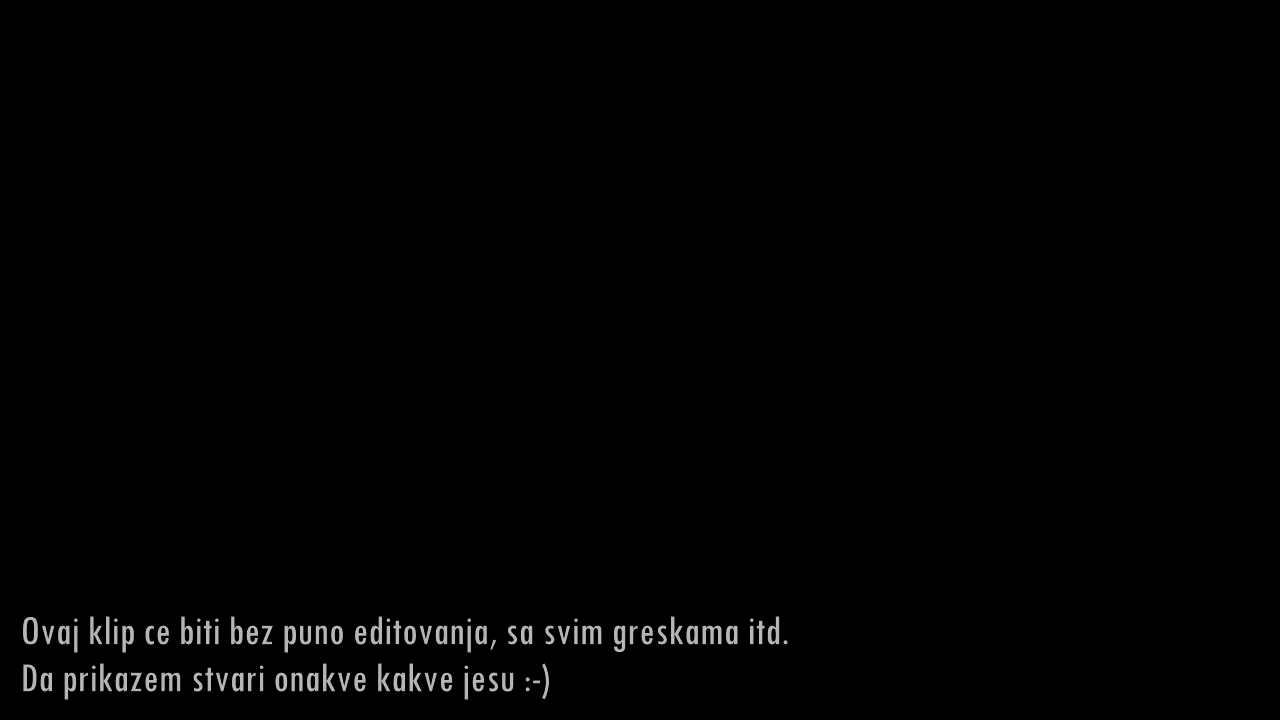 Ovaj klip ce biti bez puno editovanja, sa svim greskama itd.
Da prikazem stvari onakve kakve jesu :-)